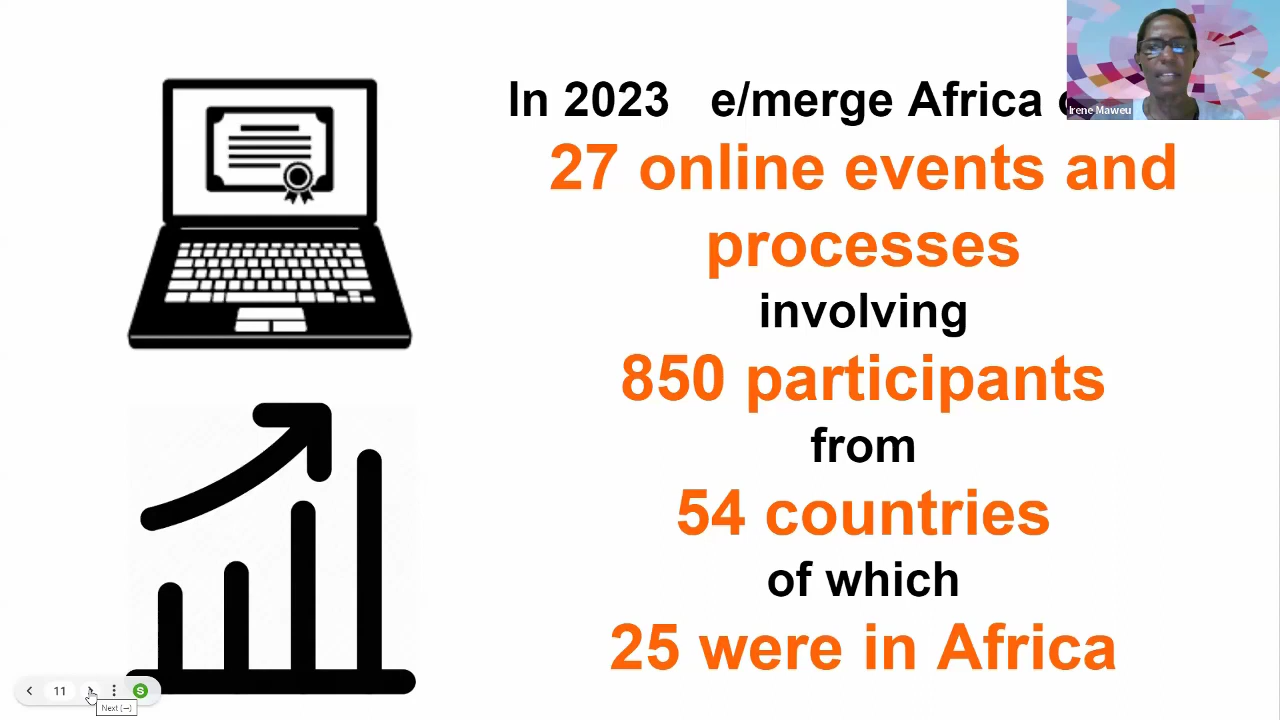 In 2023 e/merge Africa
27 online events and
processes
involving
850 participants
from
54 countries
of which
25 were in Africa
Irene Maweu
11
S
Next (→)